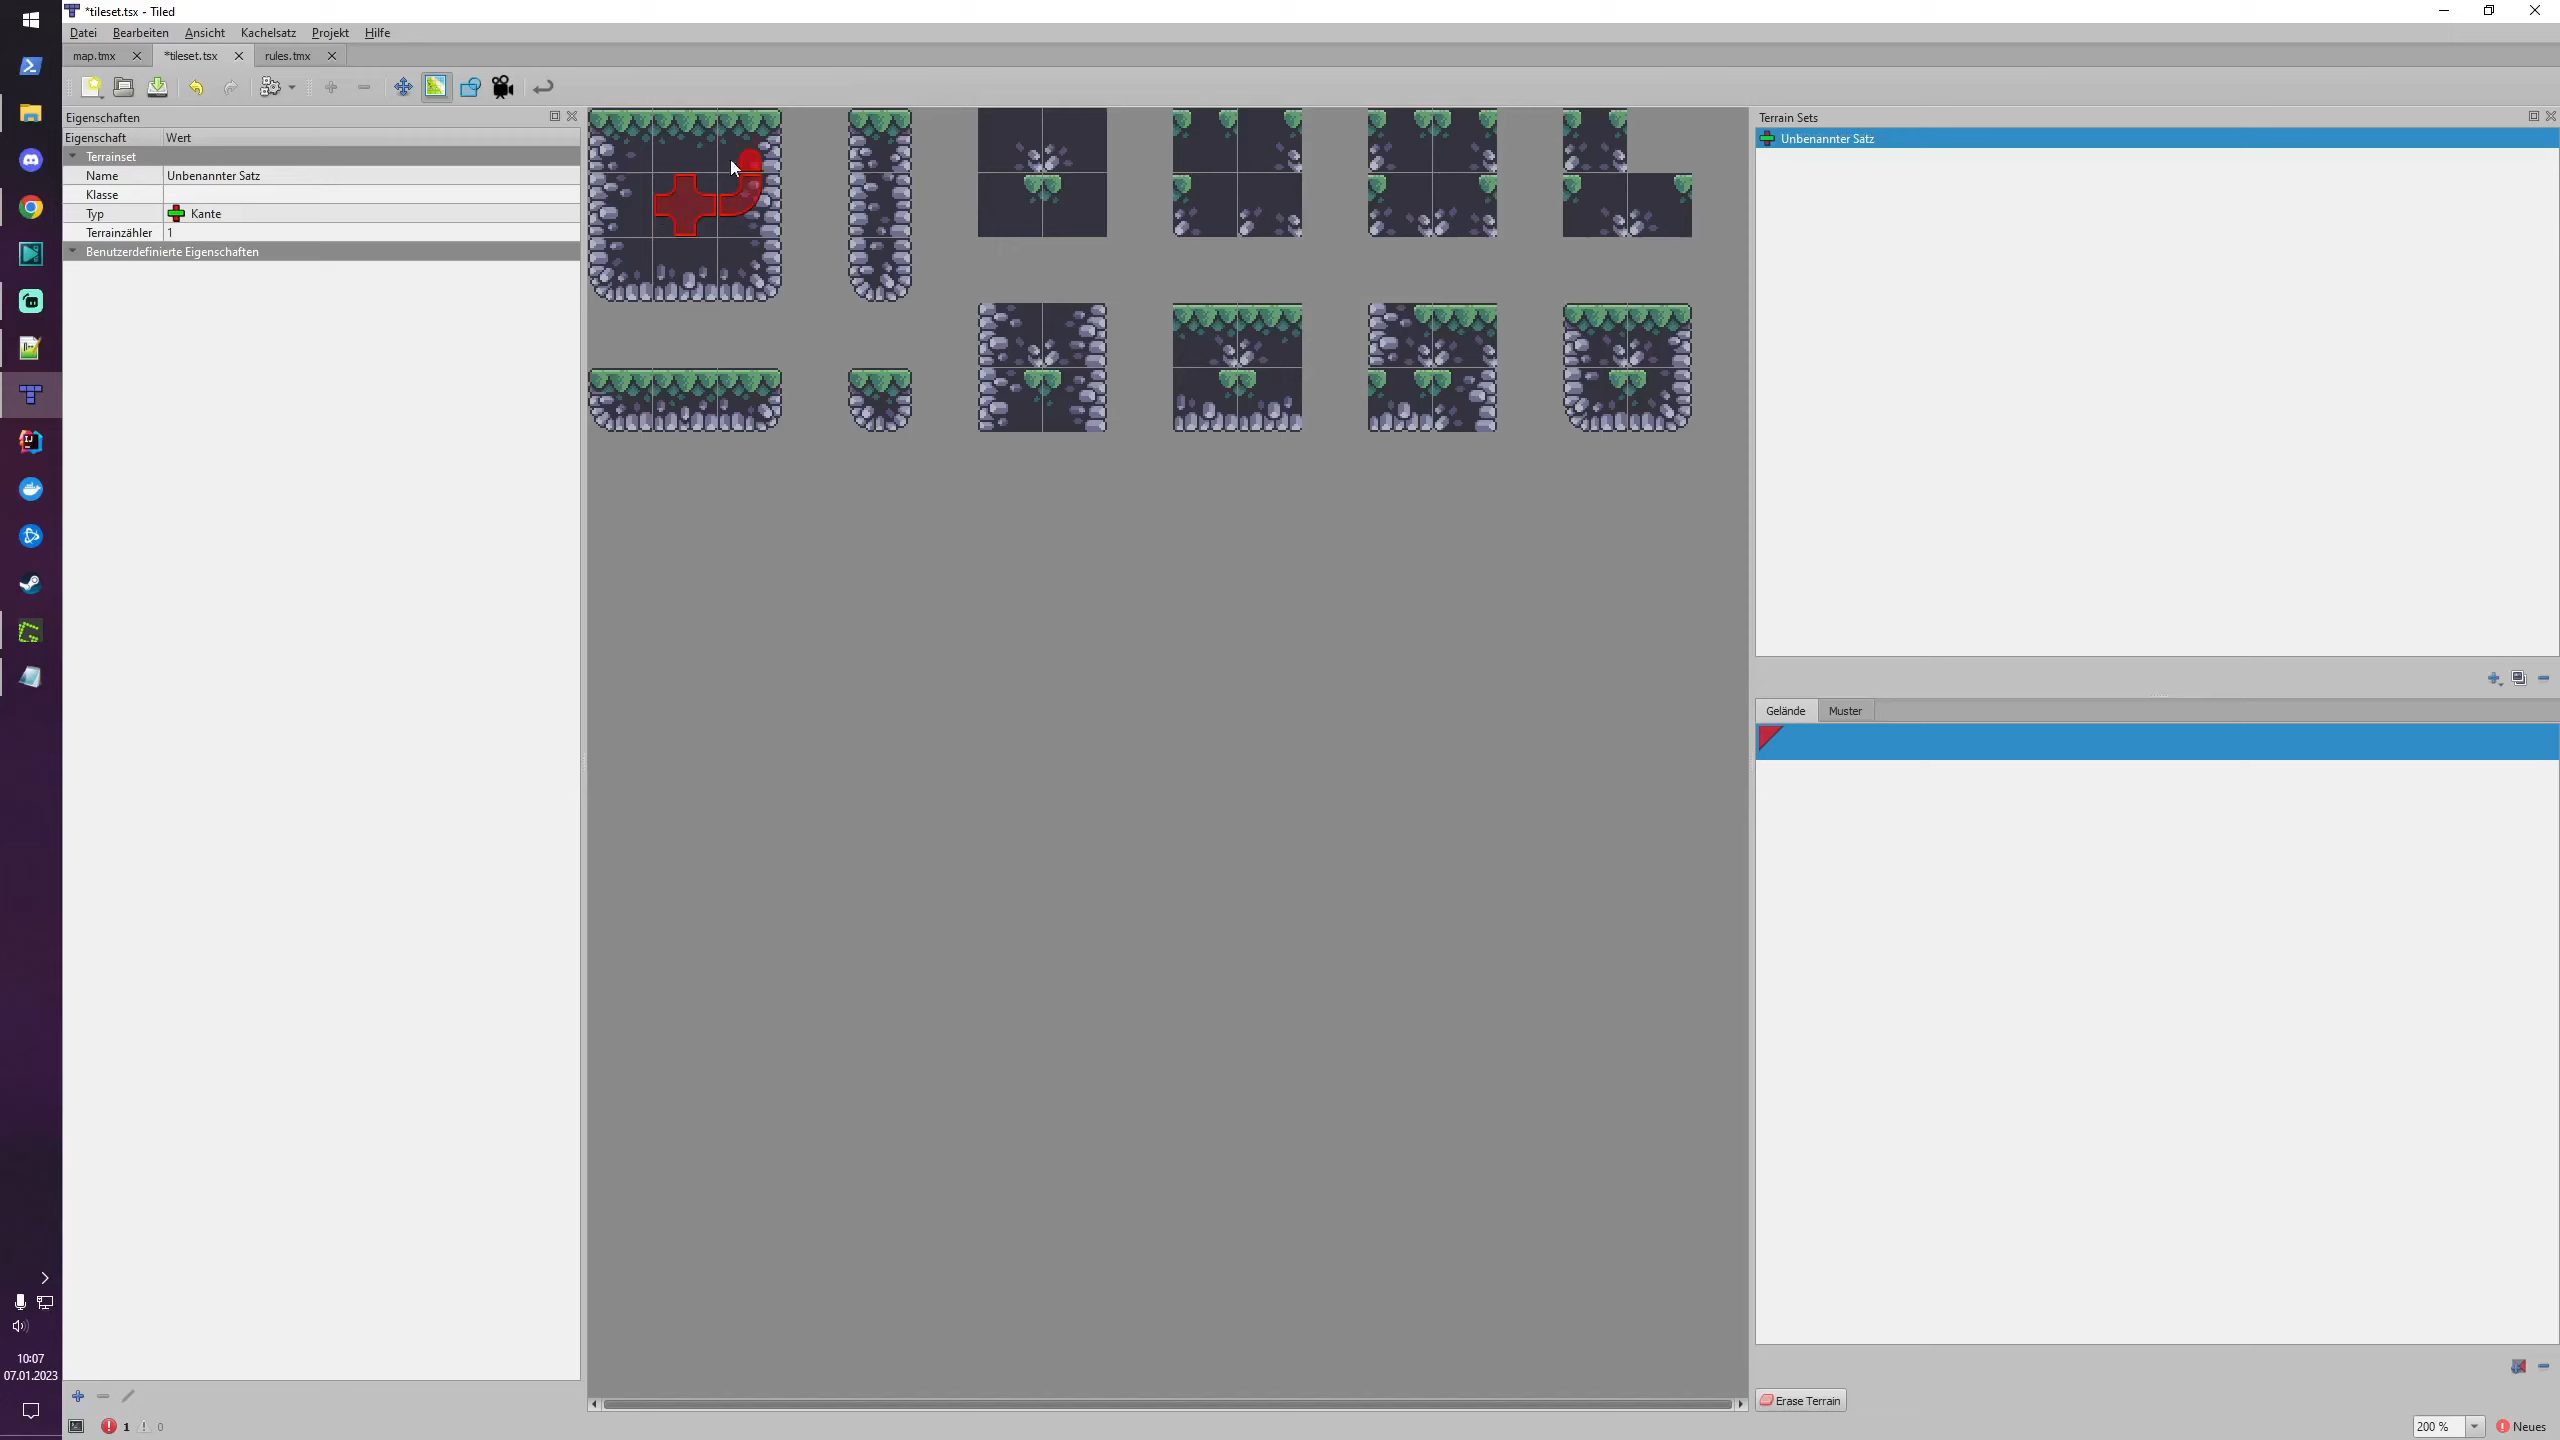 *tileset.tsx - Tiled
Datei Bearbeiten Ansicht Kachelsatz Projekt Hilfe
map.tmx *tileset.tsx rules.tmx
Eigenschaften
Eigenschaft Wert
Terrainset
Name Unbenannter Satz
Klasse
Typ Kante
Terrainzähler 1
Benutzerdefinierte Eigenschaften
Terrain Sets
Unbenannter Satz
Gelände Muster
Erase Terrain
10:07
07.01.2023
1 0
200 % Neues